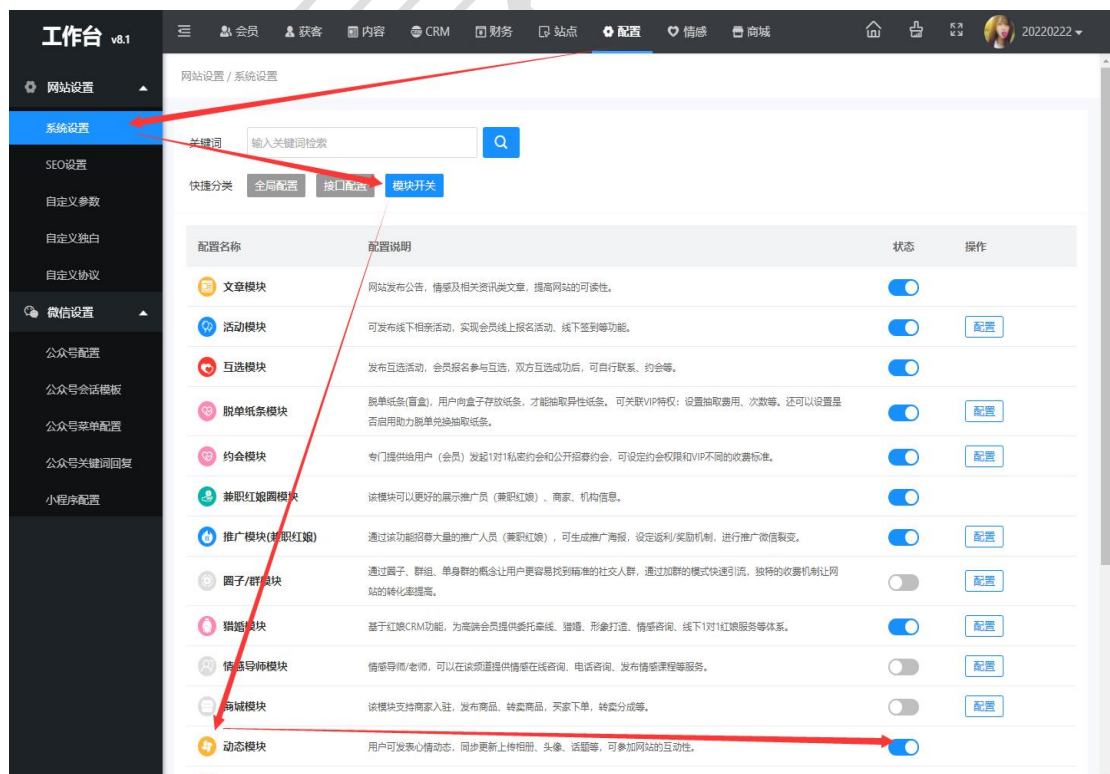 工作台 v8.1
会员 获客 内容 CRM 财务 站点 配置 情感 商城 20220222
网站设置 / 系统设置
网站设置
系统设置
SEO设置
自定义参数
自定义独白
自定义协议
微信设置
公众号配置
公众号会话模板
公众号菜单配置
公众号关键词回复
小程序配置
关键词 输入关键词检索
快捷分类 全局配置 接口配置 模块开关
配置名称 配置说明 状态 操作
文章模块 网站发布公告，情感及相关资讯类文章，提高网站的可读性。
活动模块 可发布线下相亲活动，实现会员线上报名活动、线下签到等功能。 配置
互选模块 发布互选活动，会员报名参与互选，双方互选成功后，可自行联系、约会等。
脱单纸条模块 脱单纸条(盲盒)，用户向盒子存放纸条，才能抽取异性纸条。可关联VIP特权；设置抽取费用、次数等。还可以设置是 配置
否启用助力脱单兑换抽取纸条。
约会模块 专门提供给用户（会员）发起1对1私密约会和公开招募约会，可设定约会权限和VIP不同的收费标准。 配置
兼职红娘圈模块 该模块可以更好的展示推广员（兼职红娘）、商家、机构信息。
推广模块(兼职红娘) 通过该功能招募大量的推广人员（兼职红娘），可生成推广海报，设定返利/奖励机制，进行推广微信裂变。 配置
圈子/群模块 通过圈子、群组、单身群的概念让用户更容易找到精准的社交人群，通过加群的模式快速引流，独特的收费机制让网 配置
站的转化率提高。
猎婚模块 基于红娘CRM功能，为高端会员提供委托牵线、猎婚、形象打造、情感咨询、线下1对1红娘服务等体系。 配置
情感导师模块 情感导师/老师，可以在该频道提供情感在线咨询、电话咨询、发布情感课程等服务。 配置
商城模块 该模块支持商家入驻，发布商品，转卖商品，买家下单，转卖分成等。 配置
动态模块 用户可发表心情动态，同步更新上传相册、头像、话题等，可参加网站的互动性。